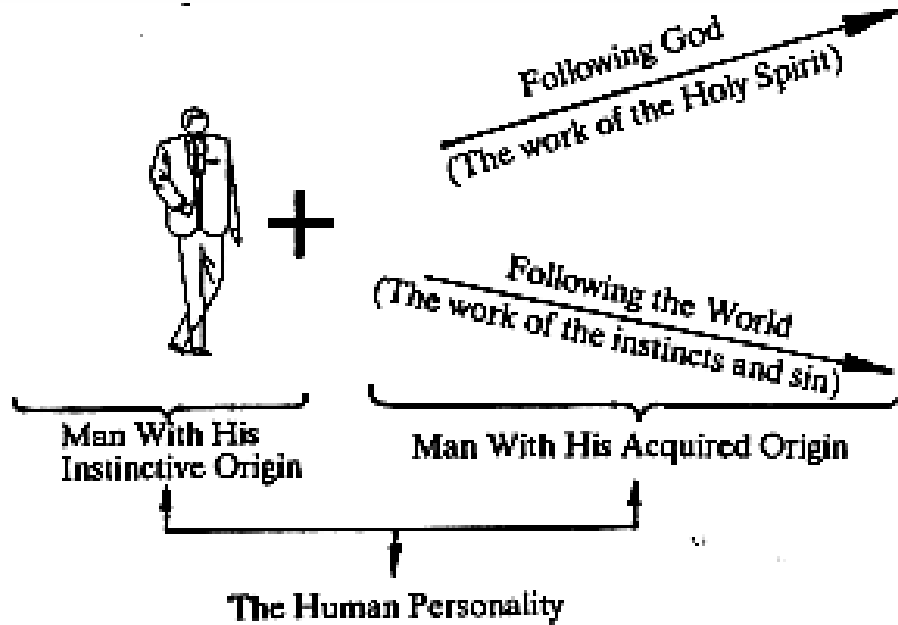 Following God
(The work of the Holy Spirit)
+
Following the World
(The work of the instincts and sin)
Man With His
Instinctive Origin
Man With His Acquired Origin
The Human Personality